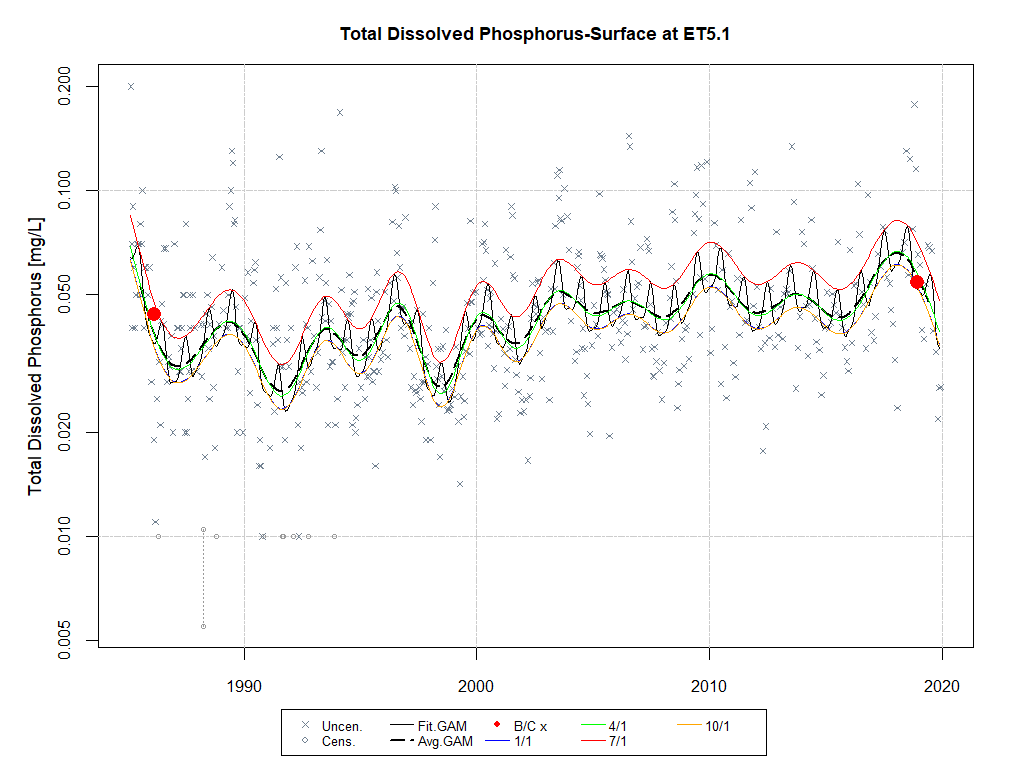 Total Dissolved Phosphorus-Surface at ET5.1
Total Dissolved Phosphorus [mg/L]
0.200
0.100
0.050
0.020
0.010
0.005
1990 2000 2010 2020
Uncen. Fit.GAM B/C x 4/1 10/1
Cens. Avg.GAM 1/1 7/1